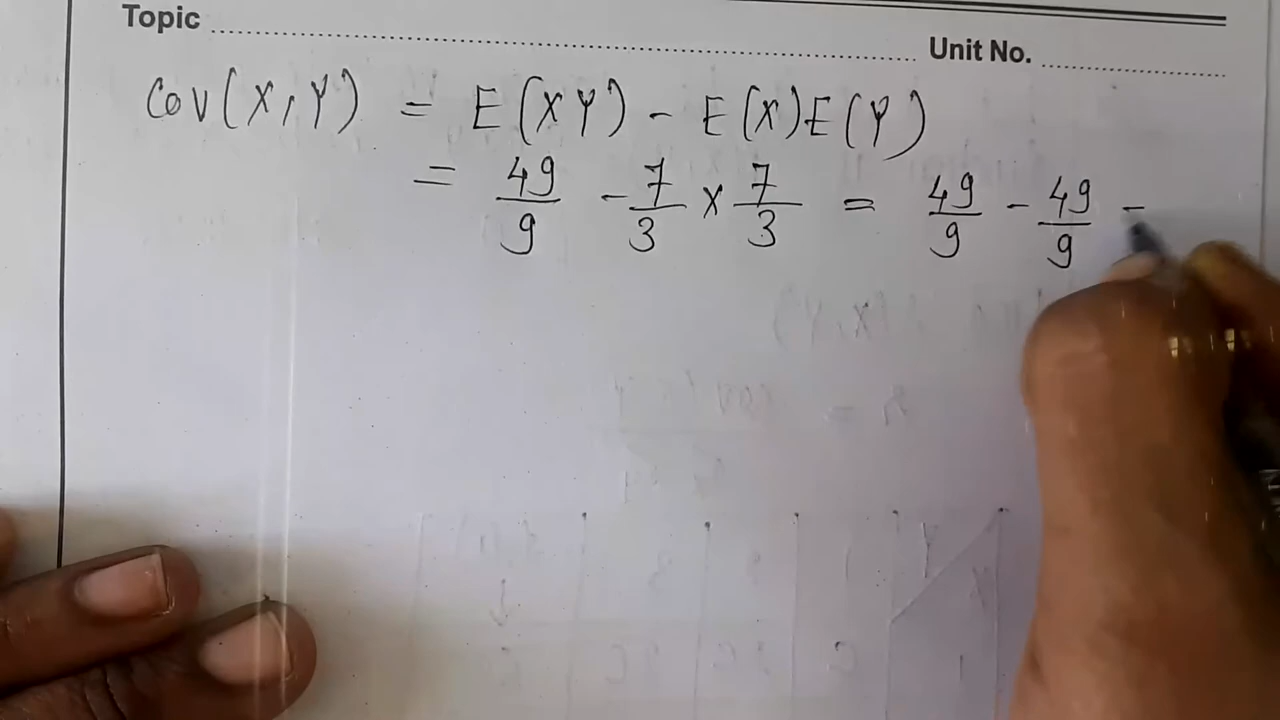 Topic
Unit No.
Cov(X,Y) = E(XY) - E(X)E(Y)
= 49/9 - 7/3 × 7/3 = 49/9 - 49/9 -